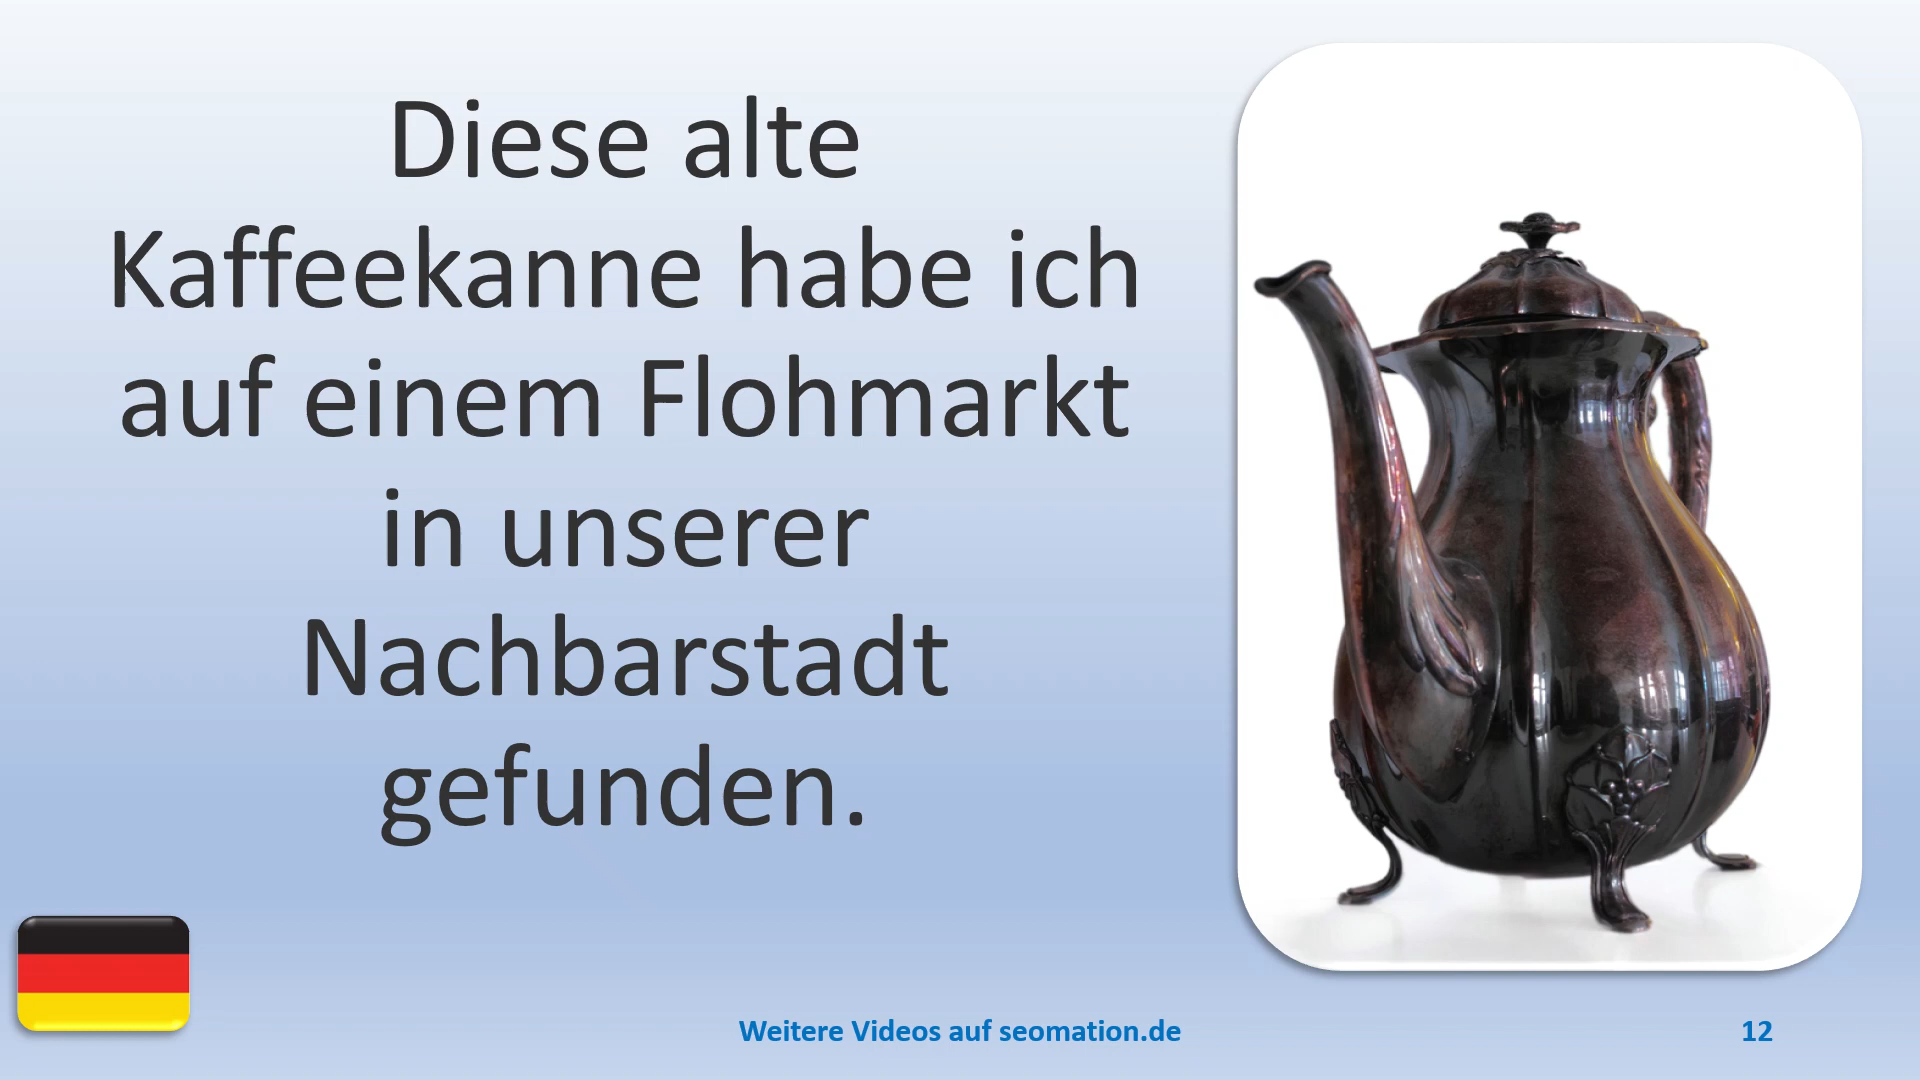 Diese alte
Kaffeekanne habe ich
auf einem Flohmarkt
in unserer
Nachbarstadt
gefunden.
Weitere Videos auf seomation.de
12